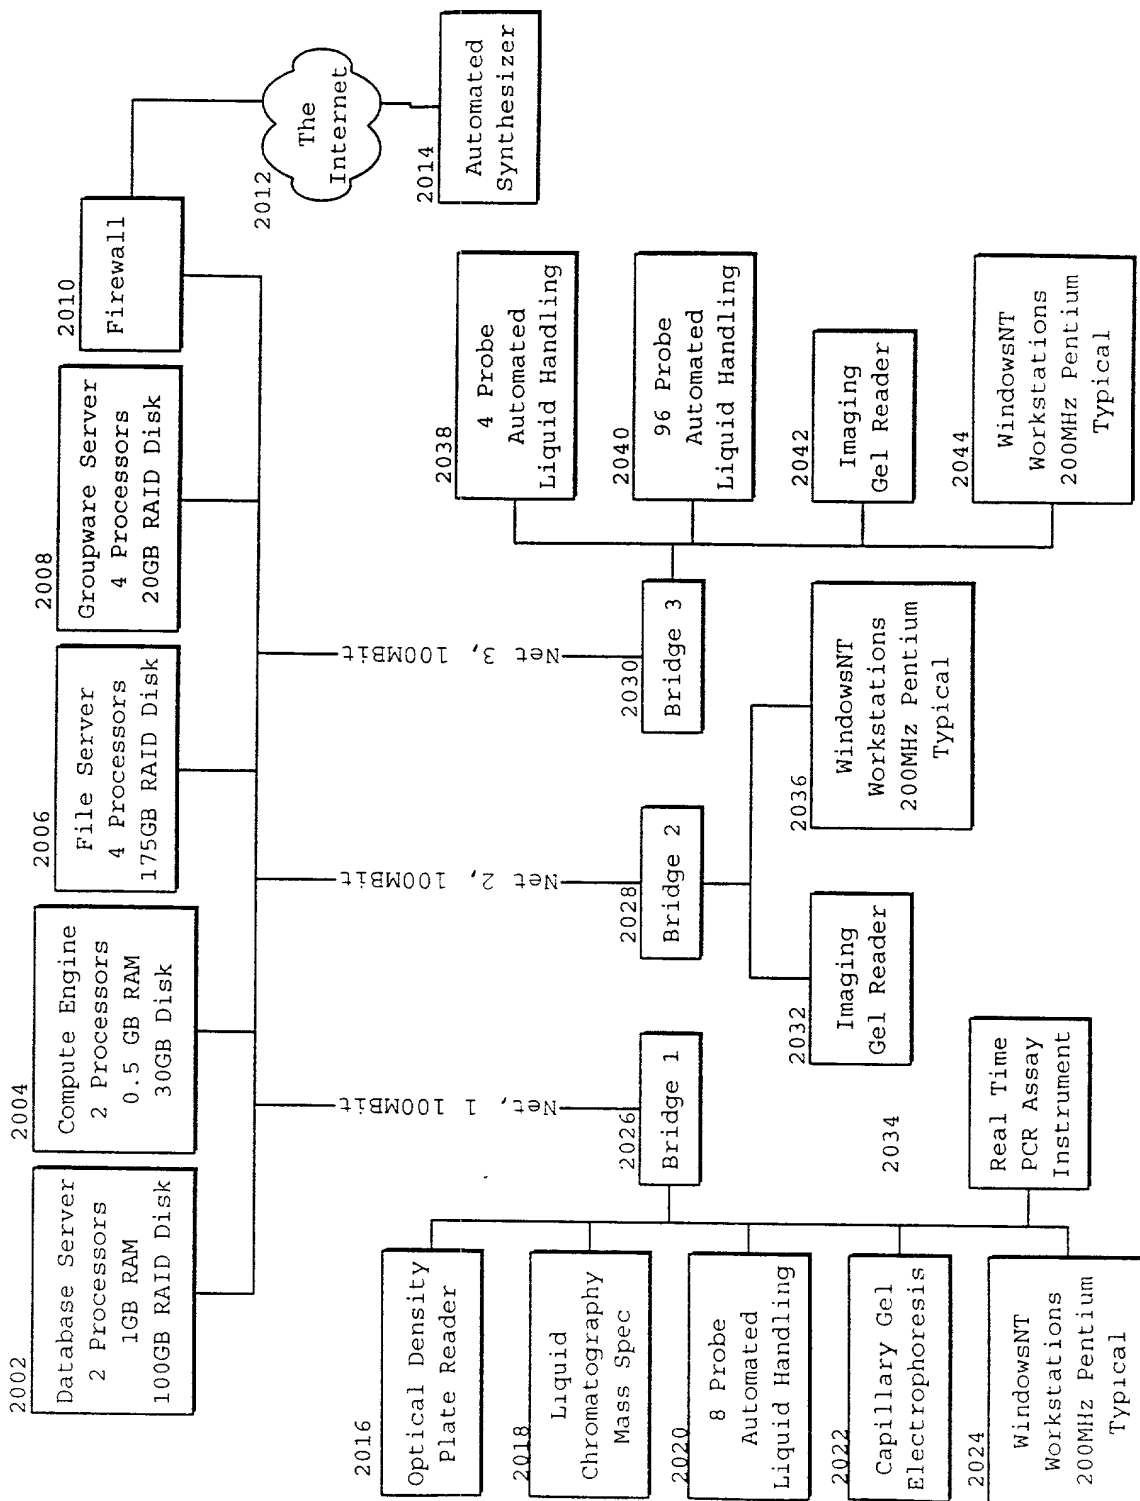 2002
Database Server
2 Processors
1GB RAM
100GB RAID Disk
2004
Compute Engine
2 Processors
0.5 GB RAM
30GB Disk
2006
File Server
4 Processors
175GB RAID Disk
2008
Groupware Server
4 Processors
20GB RAID Disk
2010
Firewall
2012
The
Internet
2014
Automated
Synthesizer
Net, 1 100MBit
Net 2, 100MBit
Net 3, 100MBit
2026
Bridge 1
2028
Bridge 2
2030
Bridge 3
2016
Optical Density
Plate Reader
2018
Liquid
Chromatography
Mass Spec
2020
8 Probe
Automated
Liquid Handling
2022
Capillary Gel
Electrophoresis
2024
WindowsNT
Workstations
200MHz Pentium
Typical
2034
Real Time
PCR Assay
Instrument
2032
Imaging
Gel Reader
2036
WindowsNT
Workstations
200MHz Pentium
Typical
2038
4 Probe
Automated
Liquid Handling
2040
96 Probe
Automated
Liquid Handling
2042
Imaging
Gel Reader
2044
WindowsNT
Workstations
200MHz Pentium
Typical